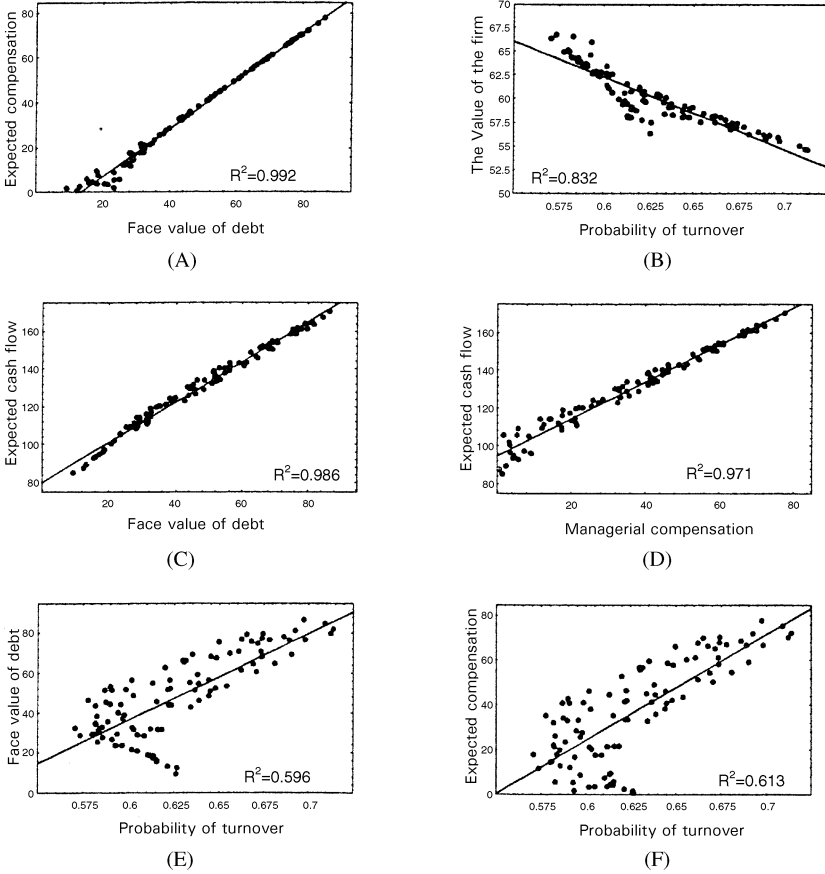 Expected compensation
80
60
40
20
0
R²=0.992
20 40 60 80
Face value of debt
(A)
The Value of the firm
70
67.5
65
62.5
60
57.5
55
52.5
50
R²=0.832
0.575 0.6 0.625 0.65 0.675 0.7
Probability of turnover
(B)
Expected cash flow
160
140
120
100
80
R²=0.986
20 40 60 80
Face value of debt
(C)
Expected cash flow
160
140
120
100
80
R²=0.971
20 40 60 80
Managerial compensation
(D)
Face value of debt
80
60
40
20
0
R²=0.596
0.575 0.6 0.625 0.65 0.675 0.7
Probability of turnover
(E)
Expected compensation
80
60
40
20
0
R²=0.613
0.575 0.6 0.625 0.65 0.675 0.7
Probability of turnover
(F)